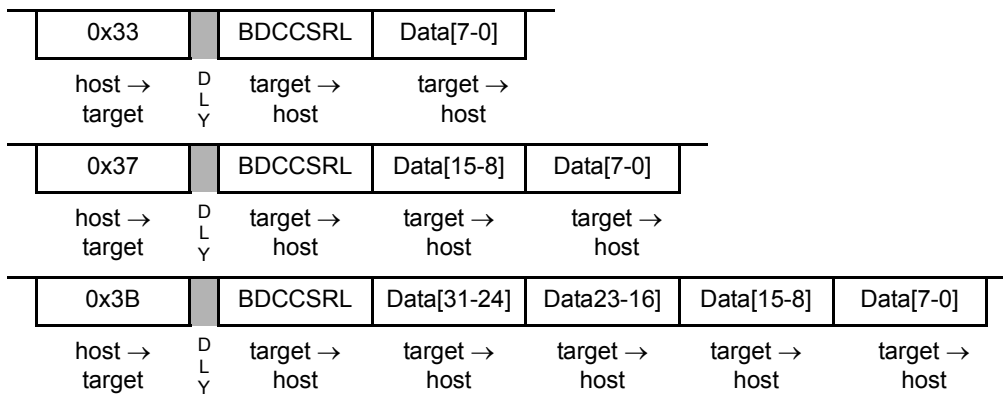 0x33 BDCCSRL Data[7-0]
host → D target → target →
target L Y host host
0x37 BDCCSRL Data[15-8] Data[7-0]
host → D target → target → target →
target L Y host host host
0x3B BDCCSRL Data[31-24] Data23-16] Data[15-8] Data[7-0]
host → D target → target → target → target → target →
target L Y host host host host host